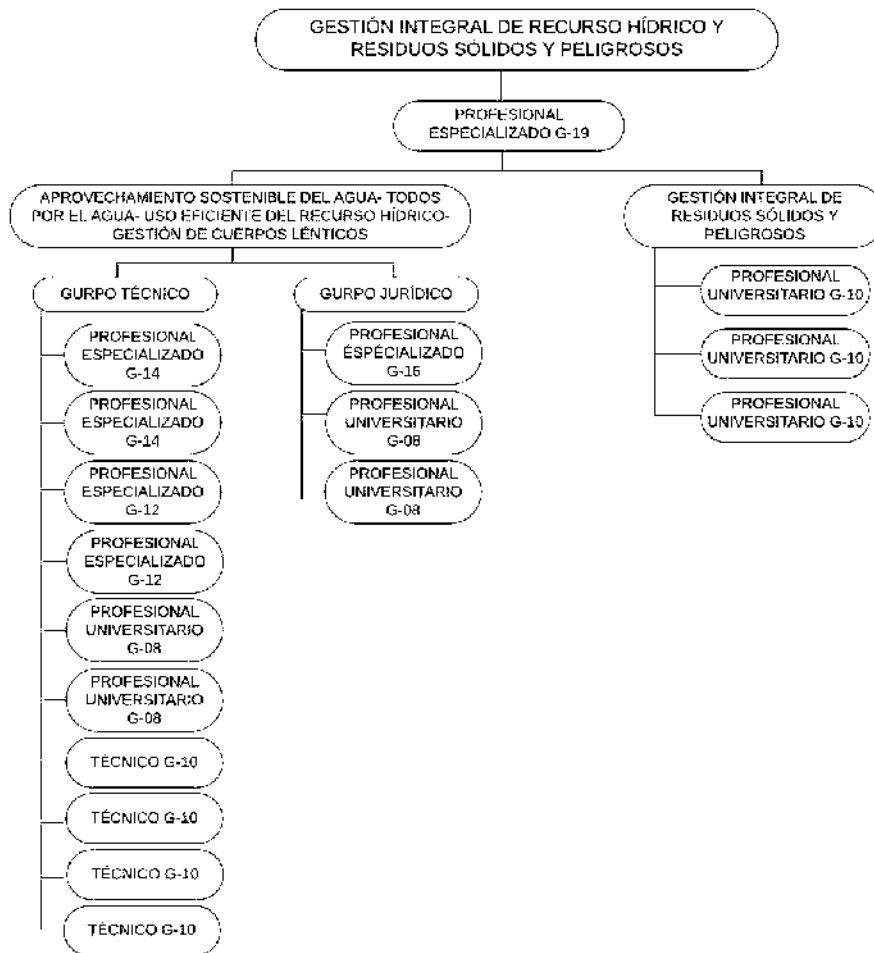 GESTIÓN INTEGRAL DE RECURSO HÍDRICO Y
RESIDUOS SÓLIDOS Y PELIGROSOS
PROFESIONAL
ESPECIALIZADO G-19
APROVECHAMIENTO SOSTENIBLE DEL AGUA- TODOS
POR EL AGUA- USO EFICIENTE DEL RECURSO HÍDRICO-
GESTIÓN DE CUERPOS LÉNTICOS
GURPO TÉCNICO
PROFESIONAL
ESPECIALIZADO
G-14
PROFESIONAL
ESPECIALIZADO
G-14
PROFESIONAL
ESPECIALIZADO
G-12
PROFESIONAL
ESPECIALIZADO
G-12
PROFESIONAL
UNIVERSITARIO
G-08
PROFESIONAL
UNIVERSITARIO
G-08
TÉCNICO G-10
TÉCNICO G-10
TÉCNICO G-10
TÉCNICO G-10
GURPO JURÍDICO
PROFESIONAL
ESPECIALIZADO
G-16
PROFESIONAL
UNIVERSITARIO
G-08
PROFESIONAL
UNIVERSITARIO
G-08
GESTIÓN INTEGRAL DE
RESIDUOS SÓLIDOS Y
PELIGROSOS
PROFESIONAL
UNIVERSITARIO G-10
PROFESIONAL
UNIVERSITARIO G-10
PROFESIONAL
UNIVERSITARIO G-10